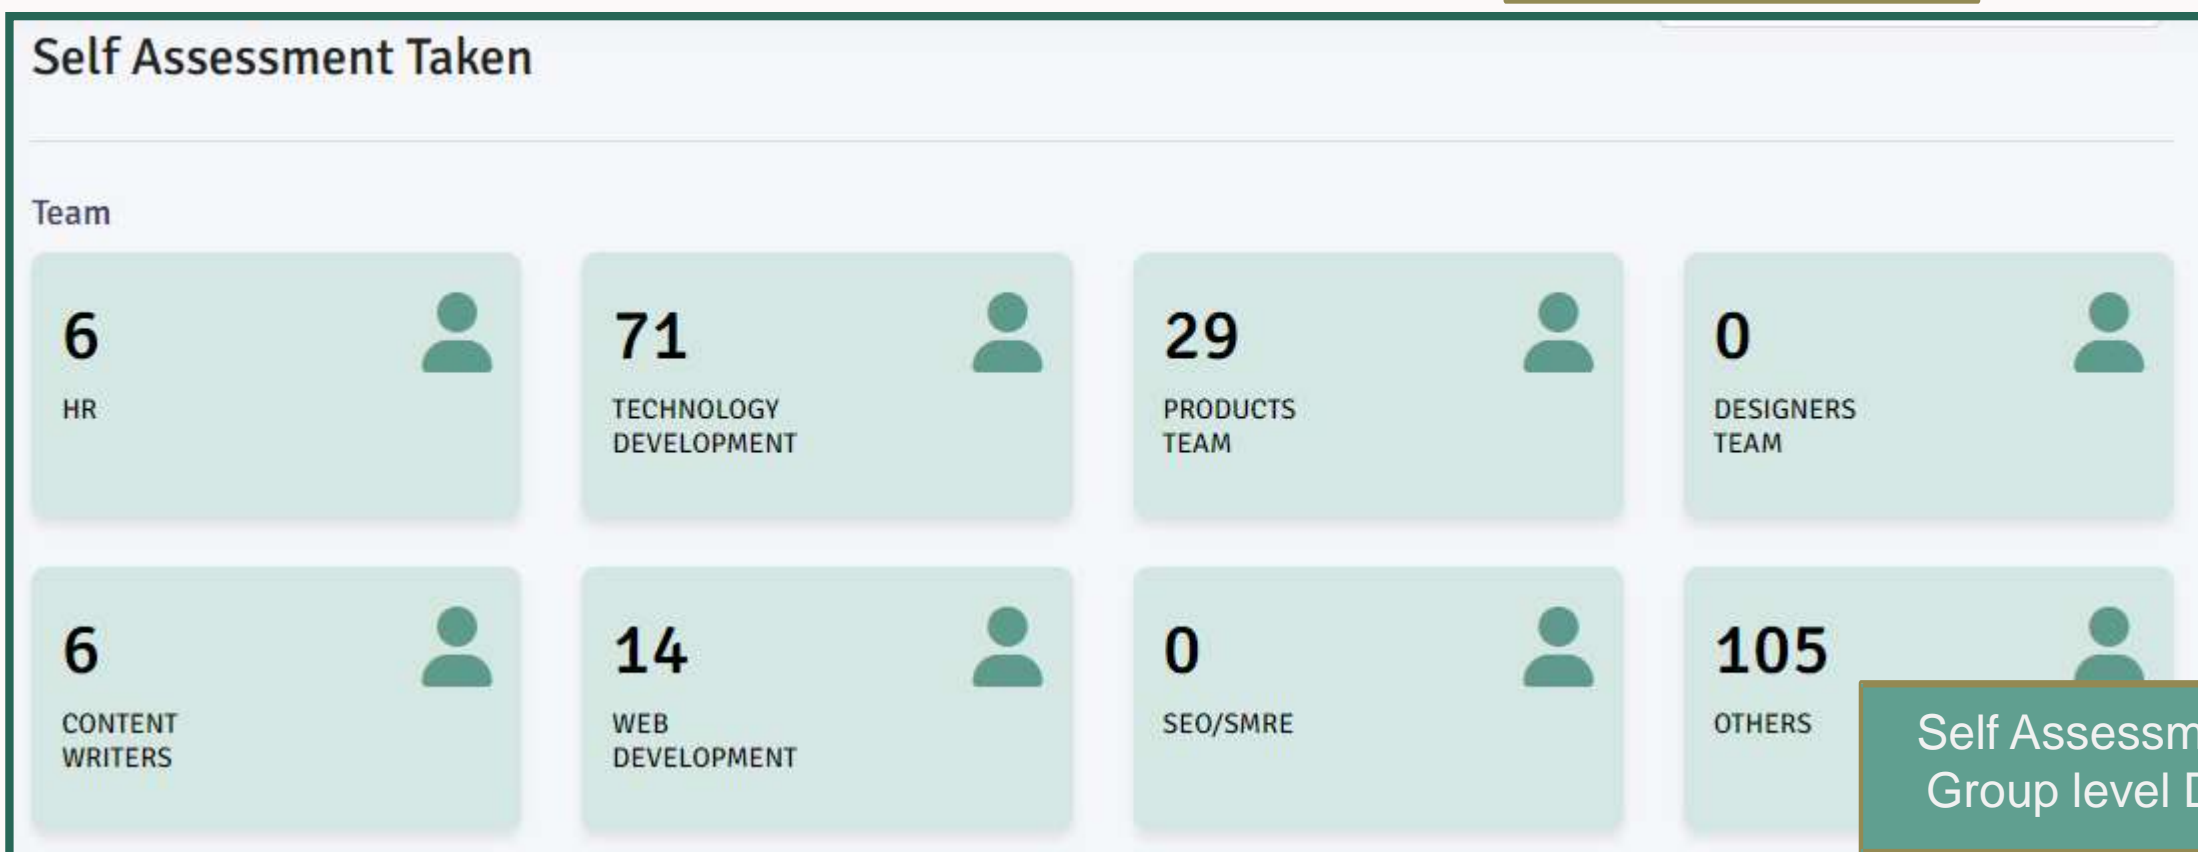 Self Assessment Taken
Team
6
HR
71
TECHNOLOGY
DEVELOPMENT
29
PRODUCTS
TEAM
0
DESIGNERS
TEAM
6
CONTENT
WRITERS
14
WEB
DEVELOPMENT
0
SEO/SMRE
105
OTHERS
Self
Group level